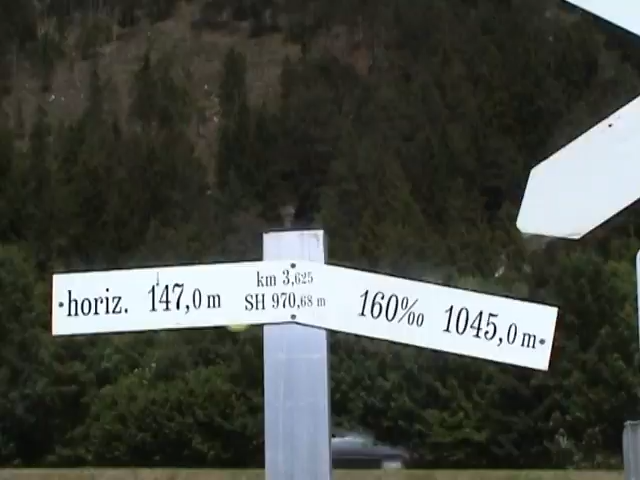 horiz. 147,0 m
km 3,625
SH 970,68 m
160‰ 1045,0 m